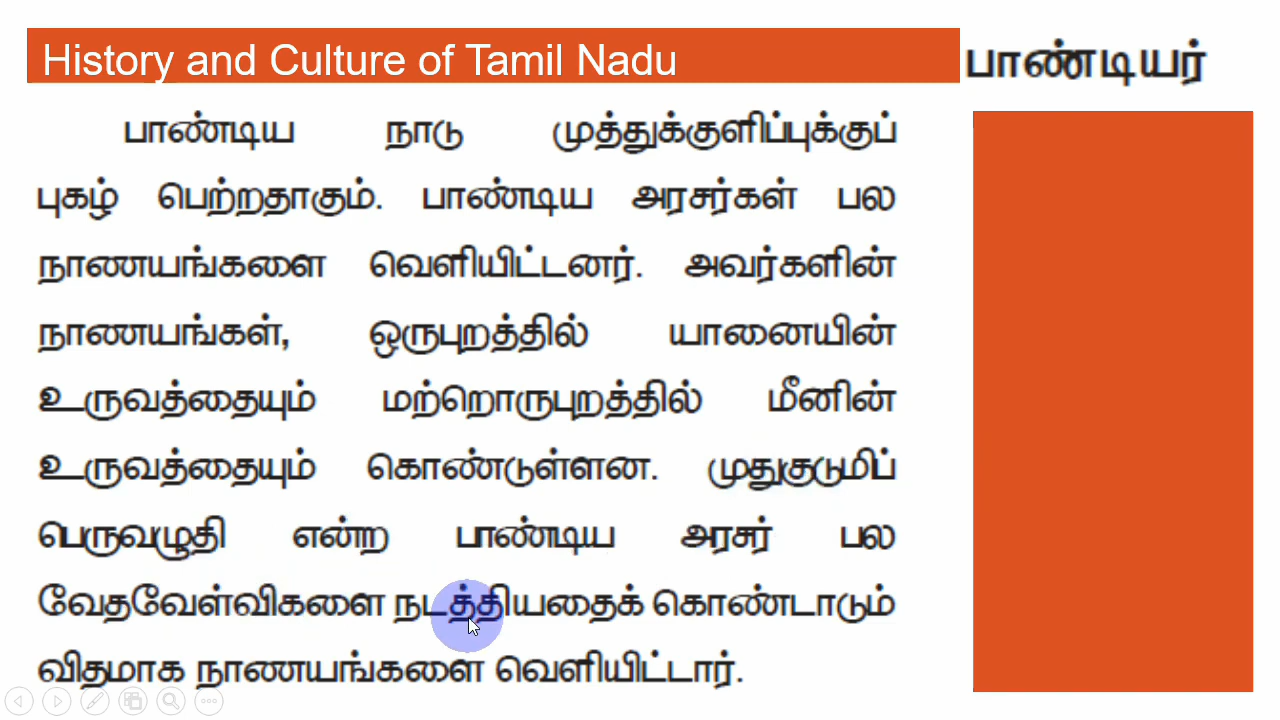 History and Culture of Tamil Nadu
பாண்டியர்
பாண்டிய நாடு முத்துக்குளிப்புக்குப்
புகழ் பெற்றதாகும். பாண்டிய அரசர்கள் பல
நாணயங்களை வெளியிட்டனர். அவர்களின்
நாணயங்கள், ஒருபுறத்தில் யானையின்
உருவத்தையும் மற்றொருபுறத்தில் மீனின்
உருவத்தையும் கொண்டுள்ளன. முதுகுடுமிப்
பெருவழுதி என்ற பாண்டிய அரசர் பல
வேதவேள்விகளை நடத்தியதைக் கொண்டாடும்
விதமாக நாணயங்களை வெளியிட்டார்.